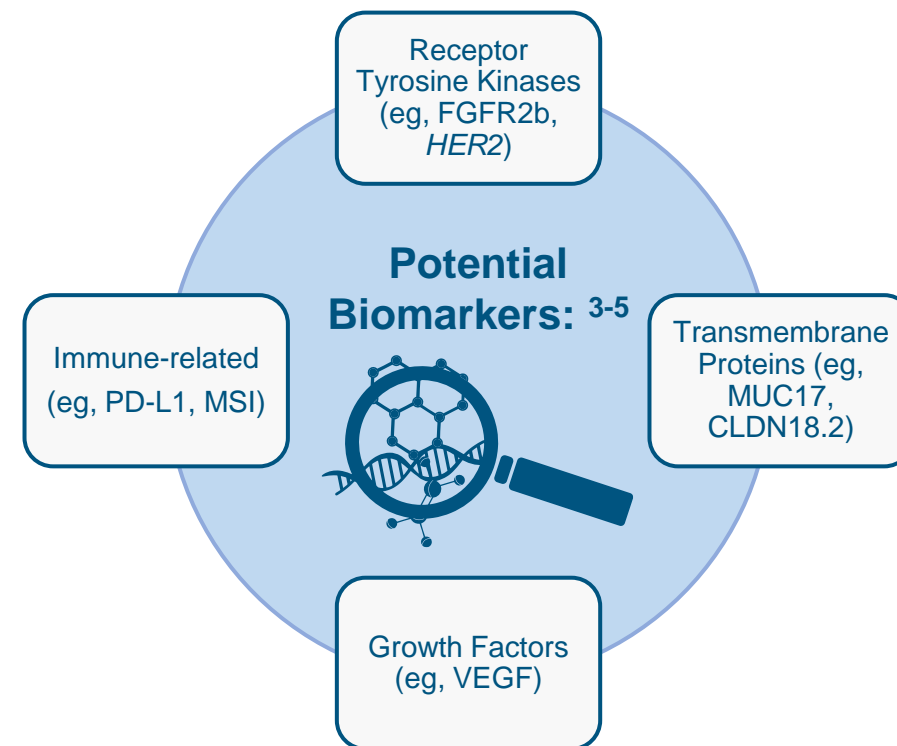 Receptor
Tyrosine Kinases
(eg, FGFR2b,
HER2)
Potential
Biomarkers: 3-5
Immune-related
(eg, PD-L1, MSI)
Transmembrane
Proteins (eg,
MUC17,
CLDN18.2)
Growth Factors
(eg, VEGF)